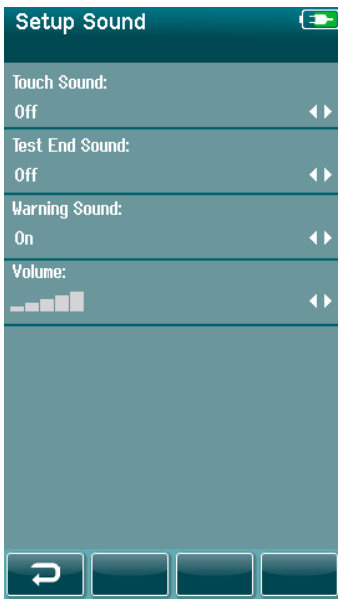 Setup Sound
Touch Sound:
Off
Test End Sound:
Off
Warning Sound:
On
Volume: